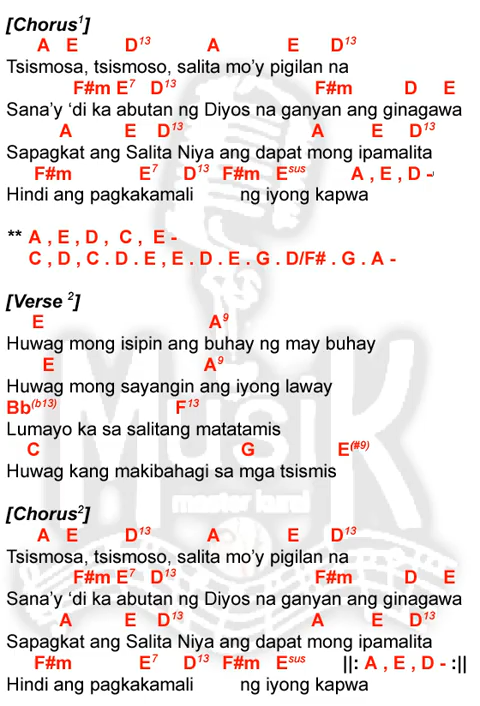 [Chorus1]
A E D13 A E D13
Tsismosa, tsismoso, salita mo’y pigilan na
F#m E7 D13 F#m D E
Sana’y ‘di ka abutan ng Diyos na ganyan ang ginagawa
A E D13 A E D13
Sapagkat ang Salita Niya ang dapat mong ipamalita
F#m E7 D13 F#m Esus A , E , D -
Hindi ang pagkakamali ng iyong kapwa
** A , E , D , C , E -
C , D , C . D . E , E . D . E . G . D/F# . G . A -
[Verse 2]
E A9
Huwag mong isipin ang buhay ng may buhay
E A9
Huwag mong sayangin ang iyong laway
Bb(b13) F13
Lumayo ka sa salitang matatamis
C G E(#9)
Huwag kang makibahagi sa mga tsismis
[Chorus2]
A E D13 A E D13
Tsismosa, tsismoso, salita mo’y pigilan na
F#m E7 D13 F#m D E
Sana’y ‘di ka abutan ng Diyos na ganyan ang ginagawa
A E D13 A E D13
Sapagkat ang Salita Niya ang dapat mong ipamalita
F#m E7 D13 F#m Esus ||: A , E , D - :||
Hindi ang pagkakamali ng iyong kapwa
MusiK